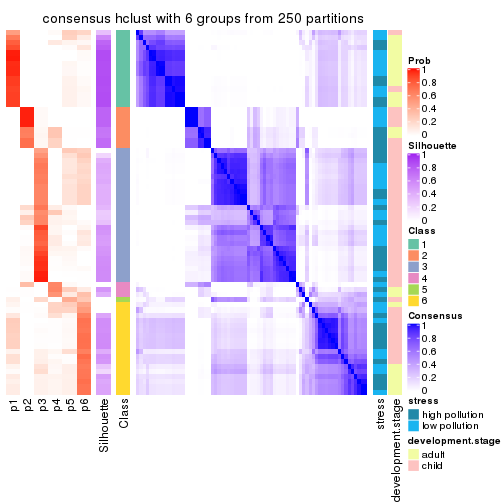 consensus hclust with 6 groups from 250 partitions
Prob
1
0.8
0.6
0.4
0.2
0
Silhouette
1
0.8
0.6
0.4
0.2
0
Class
1
2
3
4
5
6
Consensus
1
0.8
0.6
0.4
0.2
0
stress
high pollution
low pollution
development.stage
adult
child
p1
p2
p3
p4
p5
p6
Silhouette
Class
stress
development.stage